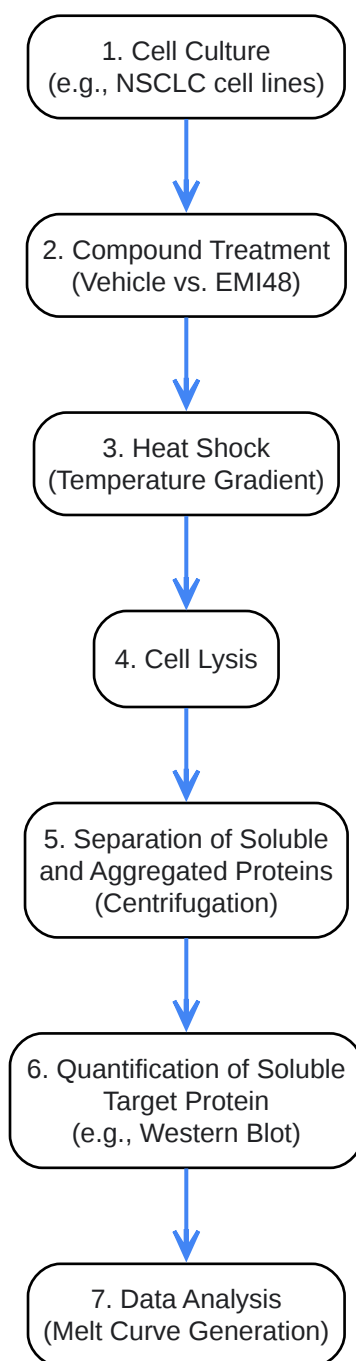 1. Cell Culture
(e.g., NSCLC cell lines)
2. Compound Treatment
(Vehicle vs. EMI48)
3. Heat Shock
(Temperature Gradient)
4. Cell Lysis
5. Separation of Soluble
and Aggregated Proteins
(Centrifugation)
6. Quantification of Soluble
Target Protein
(e.g., Western Blot)
7. Data Analysis
(Melt Curve Generation)